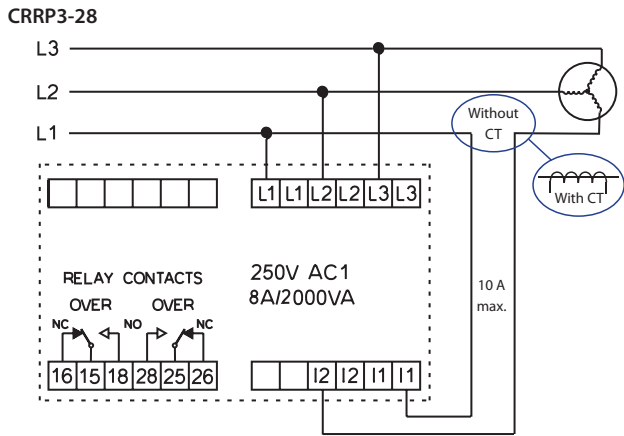 CRRP3-28
L3
L2
L1
Without
CT
With CT
L1 L1 L2 L2 L3 L3
RELAY CONTACTS
OVER OVER
NC NO NC
250V AC1
8A/2000VA
10 A
max.
16 15 18 28 25 26
I2 I2 I1 I1